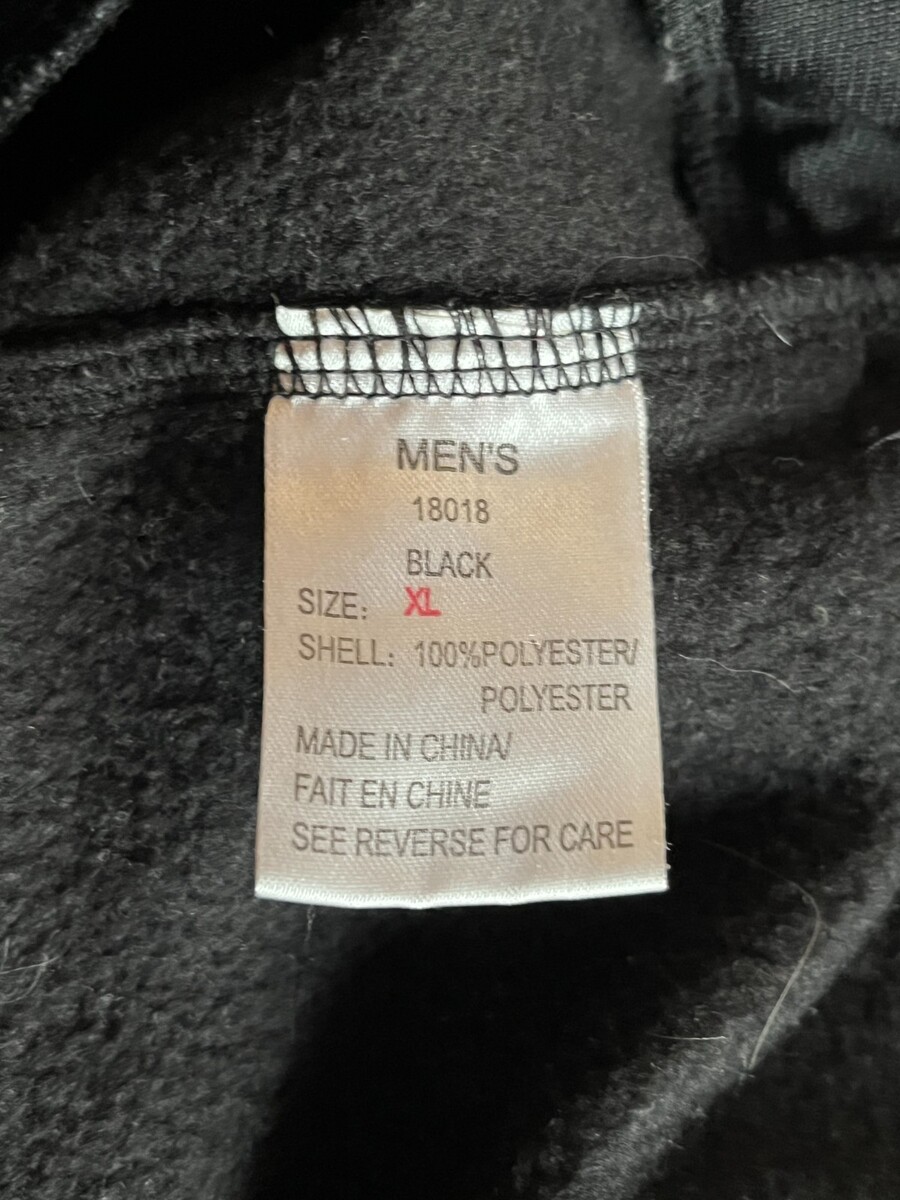 MEN'S
18018
BLACK
SIZE: XL
SHELL: 100%POLYESTER/
POLYESTER
MADE IN CHINA/
FAIT EN CHINE
SEE REVERSE FOR CARE